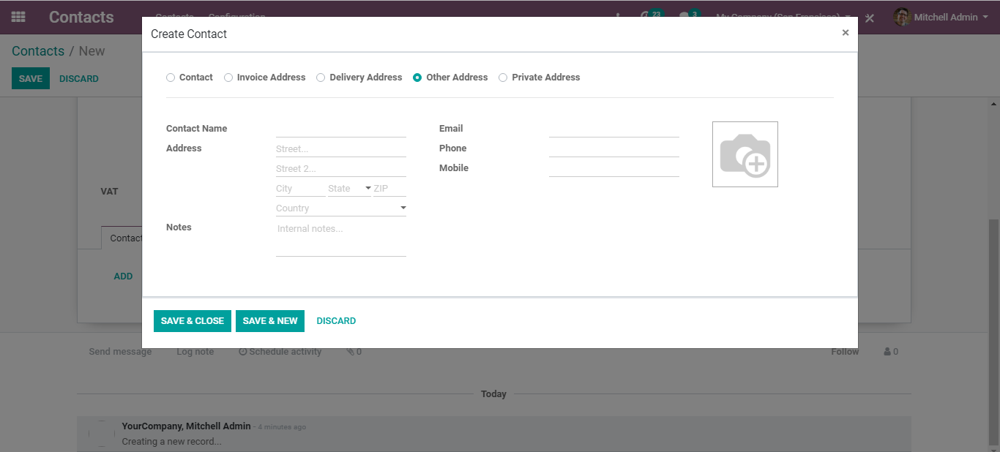 Contacts Contacts Configuration 23 3 My Company (San Francisco) Mitchell Admin
Create Contact ×
Contacts / New
SAVE DISCARD
Contact Invoice Address Delivery Address Other Address Private Address
Contact Name Email
Address Street... Phone
Street 2... Mobile
City State ZIP
VAT
Country
Notes Internal notes...
Contact
ADD
SAVE & CLOSE SAVE & NEW DISCARD
Send message Log note Schedule activity 0 Follow 0
Today
YourCompany, Mitchell Admin - 4 minutes ago
Creating a new record...